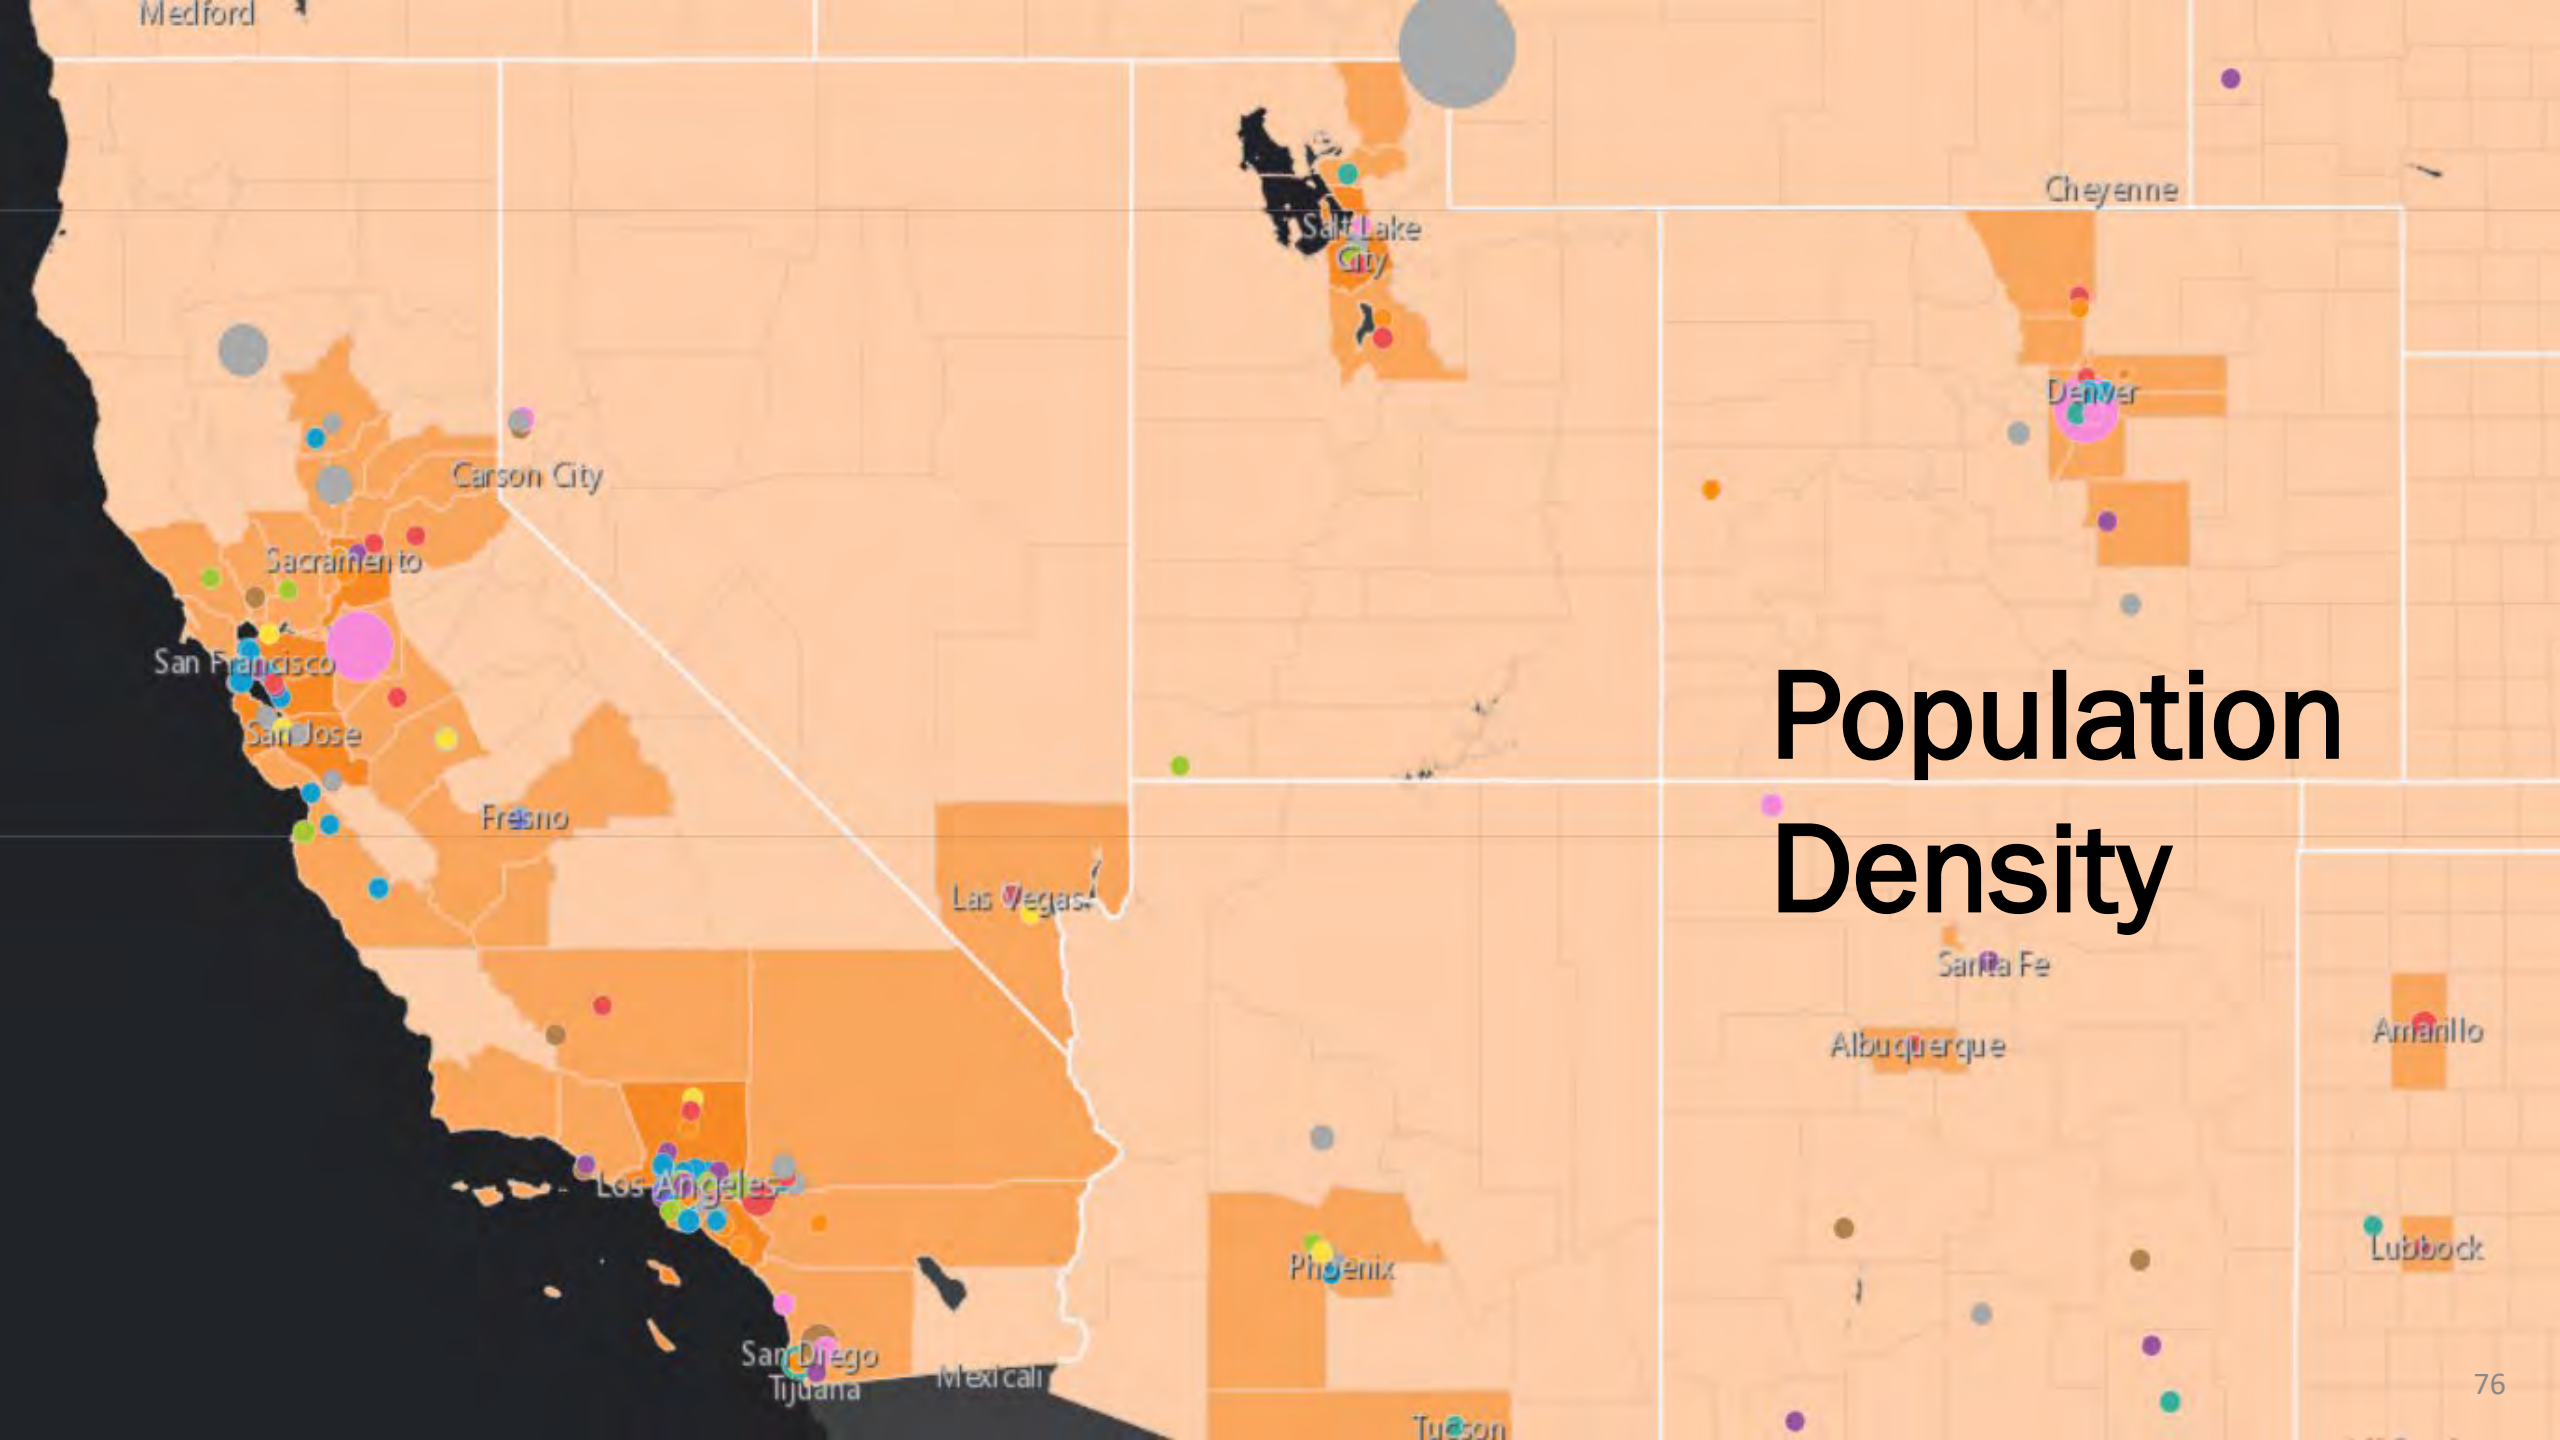 Medford
Cheyenne
Salt Lake
City
Denver
Carson City
Sacramento
San Francisco
San Jose
Population
Density
Fresno
Las Vegas
Santa Fe
Amarillo
Albuquerque
Los Angeles
Lubbock
Phoenix
San Diego
Mexicali
Tijuana
76
Tucson